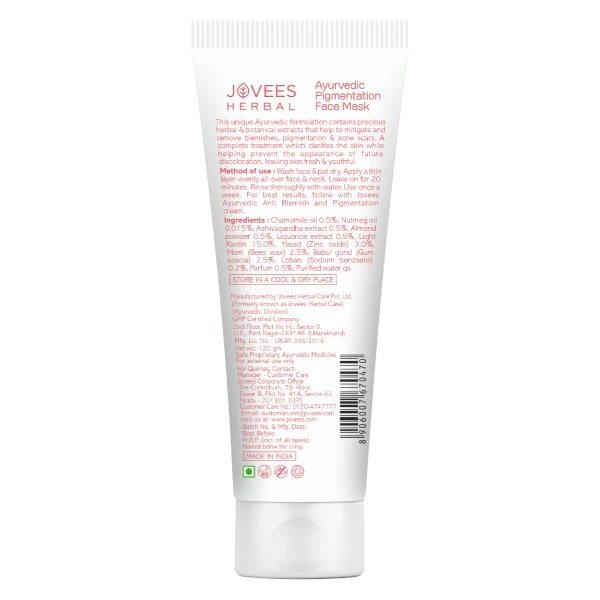 JOVEES
HERBAL
Ayurvedic
Pigmentation
Face Mask
This unique Ayurvedic formulation contains precious
herbal & botanical extracts that help to mitigate and
remove blemishes, pigmentation & acne scars. A
complete treatment which clarifies the skin while
helping prevent the appearance of future
discoloration, leaving skin fresh & youthful.
Method of use : Wash face & pat dry. Apply a thin
layer evenly all over face & neck. Leave on for 20
minutes. Rinse thoroughly with water. Use once a
week. For best results, follow with Jovees
Ayurvedic Anti Blemish and Pigmentation
cream.
Ingredients : Chamomile oil 0.5%, Nutmeg oil
0.015%, Ashwagandha extract 0.5%, Almond
powder 0.5%, Liquorice extract 0.5%, Light
Kaolin 15.0%, Yasad (Zinc oxide) 3.0%,
Mom (Bees wax) 2.5%, Babul gond (Gum
acacia) 2.5%, Loban (Sodium benzoate)
0.2%, Parfum 0.5%, Purified water qs.
STORE IN A COOL & DRY PLACE
Manufactured by: Jovees Herbal Care Pvt. Ltd.
(Formerly known as Jovees Herbal Care)
(Ayurvedic Division)
GMP Certified Company
2nd Floor, Plot No.16, Sector-3,
I.I.E., Pant Nagar-263146 (Uttarakhand)
Mfg. Lic. No. : UK.AY-336/2016
Net wt.: 120 gm
Safe Proprietary Ayurvedic Medicine
For external use only
For Queries, Contact-
Manager - Customer Care
Jovees Corporate Office
The Corenthum, 7th Floor,
Tower B, Plot No. 41A, Sector-62,
Noida - 201301 (U.P.)
Customer Care No. 0120-4747777
E-mail: customercare@jovees.com
visit us at: www.jovees.com
Batch No. & Mfg. Date:
Best Before:
M.R.P. (incl. of all taxes):
Marked below the crimp.
MADE IN INDIA
8 906007 670470